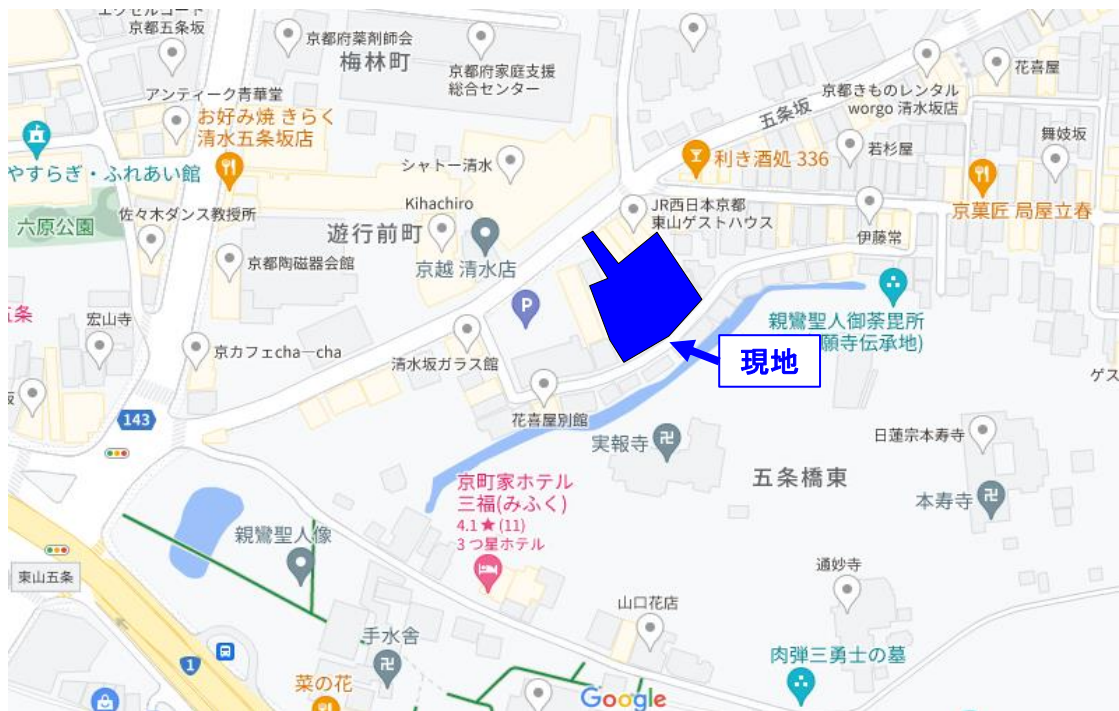 京都五条坂
京都府薬剤師会
梅林町
京都府家庭支援
総合センター
花喜屋
アンティーク青華堂
京都きものレンタル
worgo 清水坂店
お好み焼 きらく
清水五条坂店
五条坂
舞妓坂
やすらぎ・ふれあい館
シャトー清水
利き酒処 336
若杉屋
六原公園
佐々木ダンス教授所
Kihachiro
JR西日本京都
東山ゲストハウス
京菓匠 局屋立春
遊行前町
伊藤常
京都陶磁器会館
京越 清水店
P
五条
宏山寺
親鸞聖人御荼毘所
願寺伝承地)
京カフェcha―cha
清水坂ガラス館
現地
ゲス
143
花喜屋別館
実報寺
日蓮宗本寿寺
京町家ホテル
三福(みふく)
4.1 ★ (11)
3 つ星ホテル
五条橋東
本寿寺
親鸞聖人像
東山五条
通妙寺
山口花店
手水舎
1
肉弾三勇士の墓
菜の花
Google